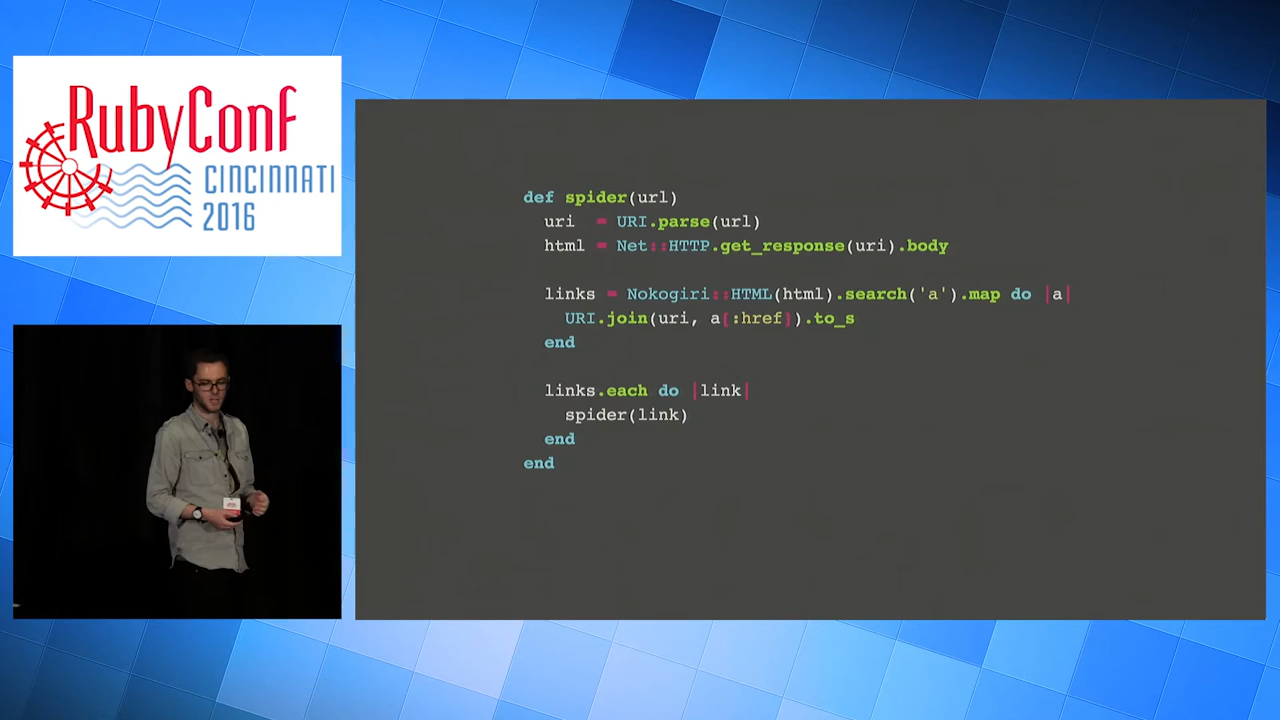 RubyConf
CINCINNATI
2016
def spider(url)
  uri  = URI.parse(url)
  html = Net::HTTP.get_response(uri).body
  links = Nokogiri::HTML(html).search('a').map do |a|
    URI.join(uri, a[:href]).to_s
  end
  links.each do |link|
    spider(link)
  end
end